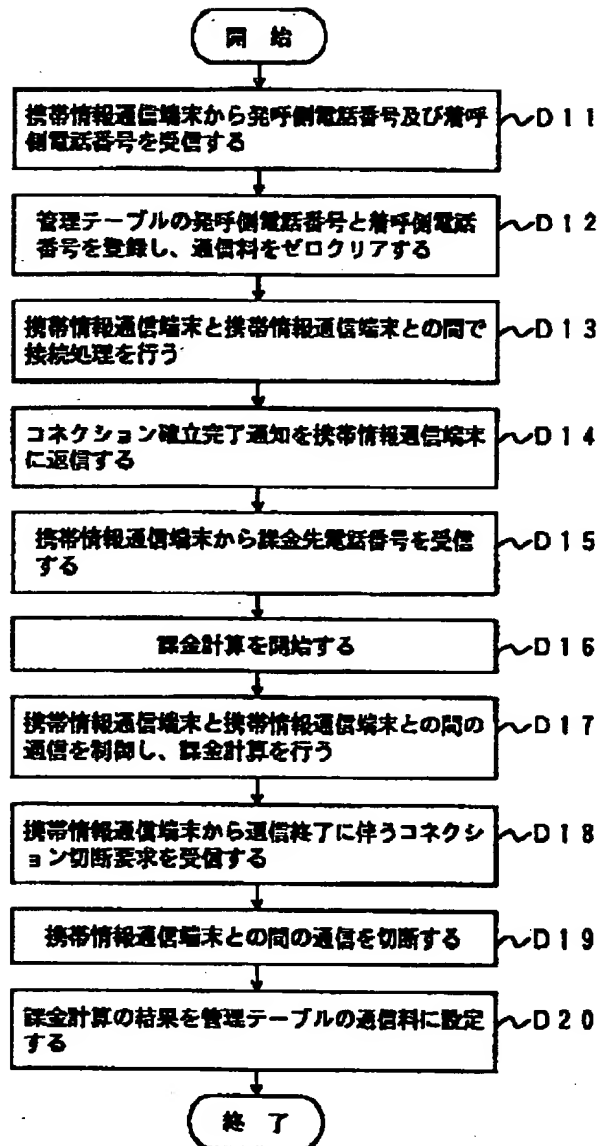 開 始
携帯情報通信端末から発呼側電話番号及び着呼
側電話番号を受信する
D11
管理テーブルの発呼側電話番号と着呼側電話
番号を登録し、通信料をゼロクリアする
D12
携帯情報通信端末と携帯情報通信端末との間で
接続処理を行う
D13
コネクション確立完了通知を携帯情報通信端末
に返信する
D14
携帯情報通信端末から課金先電話番号を受信
する
D15
課金計算を開始する
D16
携帯情報通信端末と携帯情報通信端末との間の
通信を制御し、課金計算を行う
D17
携帯情報通信端末から通信終了に伴うコネクシ
ョン切断要求を受信する
D18
携帯情報通信端末との間の通信を切断する
D19
課金計算の結果を管理テーブルの通信料に設定
する
D20
終 了